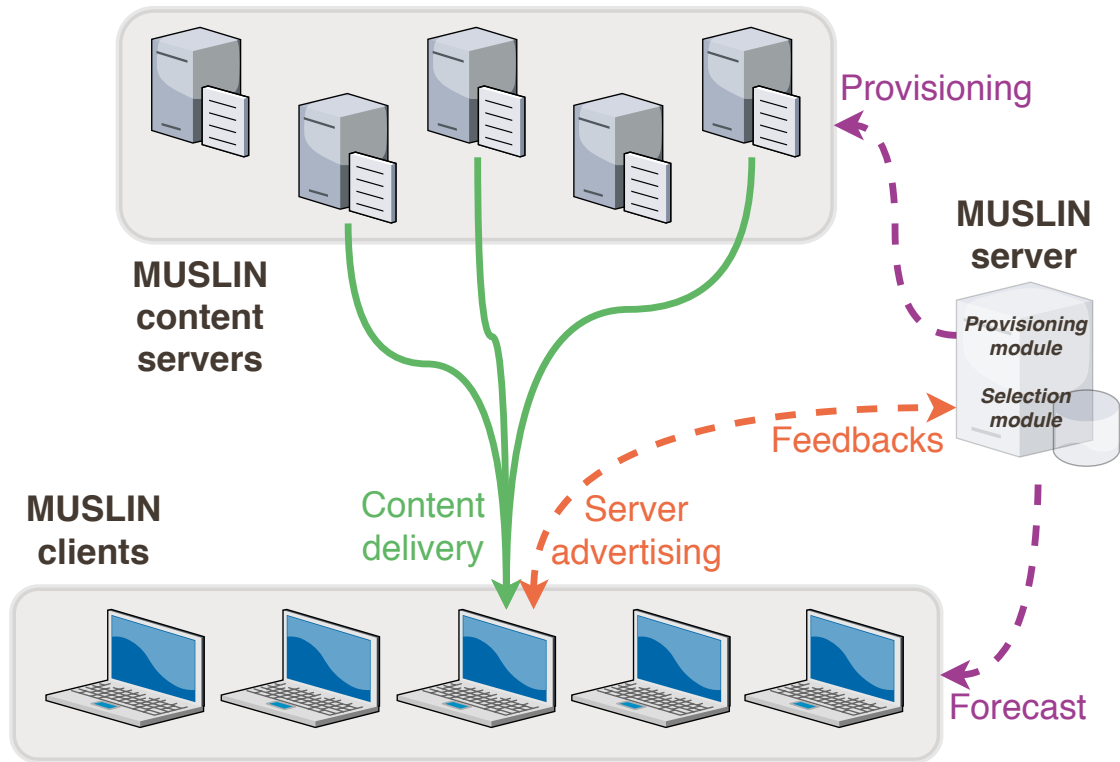 Provisioning
MUSLIN
server
MUSLIN
content
servers
Provisioning
module
Selection
module
Feedbacks
MUSLIN
clients
Content
delivery
Server
advertising
Forecast